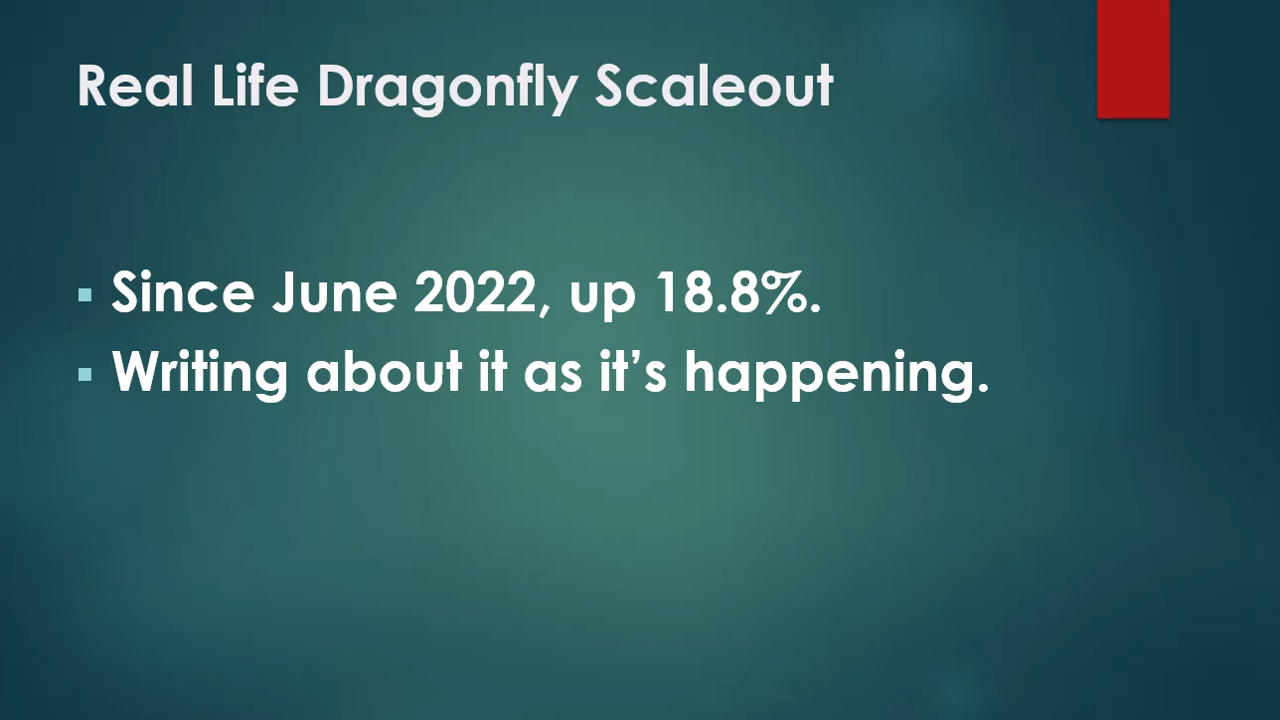 Real Life Dragonfly Scaleout
Since June 2022, up 18.8%.
Writing about it as it’s happening.